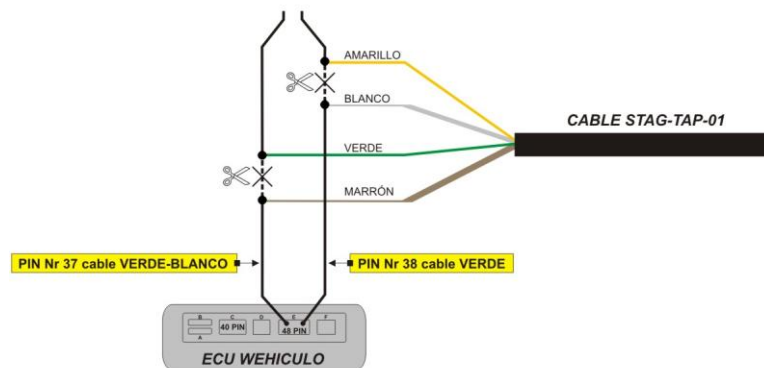 AMARILLO
BLANCO
CABLE STAG-TAP-01
VERDE
MARRÓN
PIN Nr 37 cable VERDE-BLANCO
PIN Nr 38 cable VERDE
B
C
D
E
F
40 PIN
48 PIN
A
ECU WEHICULO